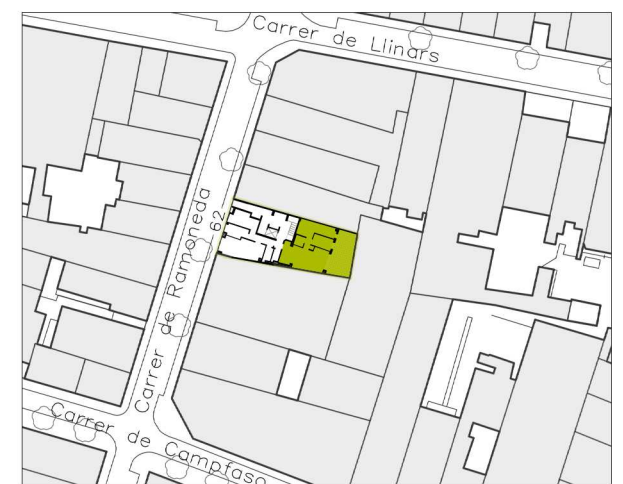 Carrer de Llinars
Carrer de Ramoneda
62
Carrer de Campfaso